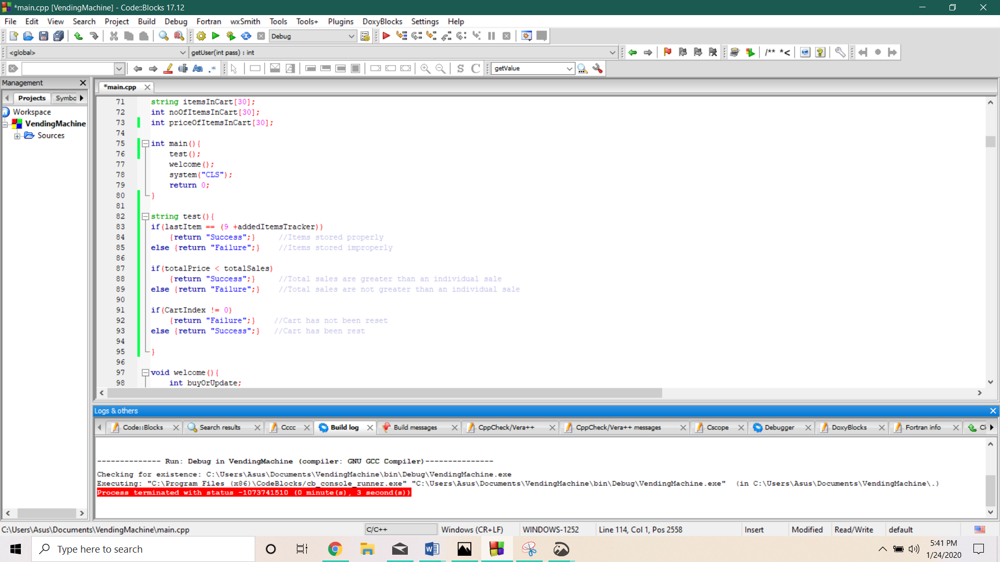 *main.cpp [VendingMachine] - Code::Blocks 17.12
File Edit View Search Project Build Debug Fortran wxSmith Tools Tools+ Plugins DoxyBlocks Settings Help
Debug
<global> getUser(int pass) : int /** *<
Aa .* S C getValue
Management
*main.cpp
Projects Symbo
Workspace
VendingMachine
Sources
71 string itemsInCart[30];
72 int noOfItemsInCart[30];
73 int priceOfItemsInCart[30];
74
75 int main(){
76 test();
77 welcome();
78 system("CLS");
79 return 0;
80 }
81
82 string test(){
83 if(lastItem == (9 +addedItemsTracker))
84 {return "Success";} //Items stored properly
85 else {return "Failure";} //Items stored improperly
86
87 if(totalPrice < totalSales)
88 {return "Success";} //Total sales are greater than an individual sale
89 else {return "Failure";} //Total sales are not greater than an individual sale
90
91 if(CartIndex != 0)
92 {return "Failure";} //Cart has not been reset
93 else {return "Success";} //Cart has been rest
94
95 }
96
97 void welcome(){
98 int buyOrUpdate;
Logs & others
Code::Blocks Search results Cccc Build log Build messages CppCheck/Vera++ CppCheck/Vera++ messages Cscope Debugger DoxyBlocks Fortran info Cl
-------------- Run: Debug in VendingMachine (compiler: GNU GCC Compiler)---------------
Checking for existence: C:\Users\Asus\Documents\VendingMachine\bin\Debug\VendingMachine.exe
Executing: "C:\Program Files (x86)\CodeBlocks/cb_console_runner.exe" "C:\Users\Asus\Documents\VendingMachine\bin\Debug\VendingMachine.exe" (in C:\Users\Asus\Documents\VendingMachine\.)
Process terminated with status -1073741510 (0 minute(s), 3 second(s))
C:\Users\Asus\Documents\VendingMachine\main.cpp C/C++ Windows (CR+LF) WINDOWS-1252 Line 114, Col 1, Pos 2558 Insert Modified Read/Write default
Type here to search
5:41 PM
1/24/2020